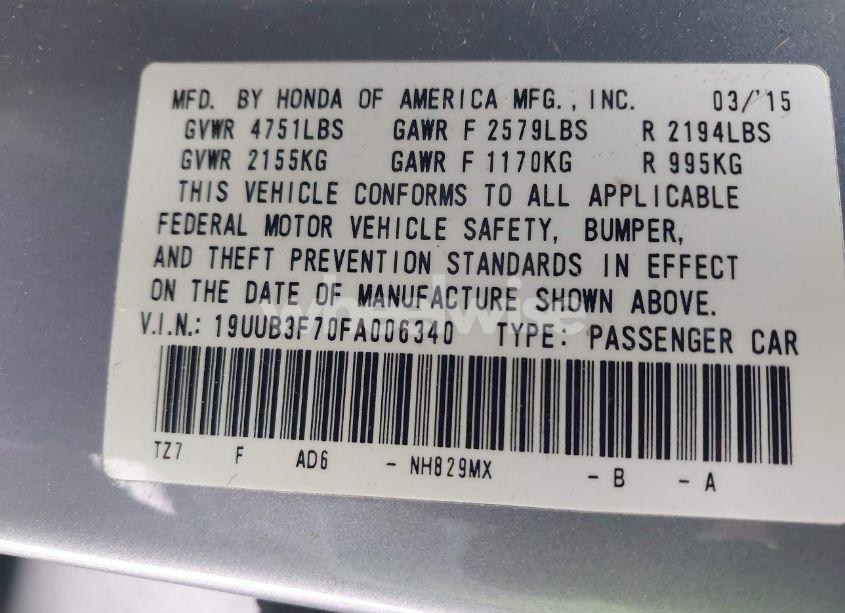 MFD. BY HONDA OF AMERICA MFG., INC. 03/'15
GVWR 4751LBS GAWR F 2579LBS R 2194LBS
GVWR 2155KG GAWR F 1170KG R 995KG
THIS VEHICLE CONFORMS TO ALL APPLICABLE
FEDERAL MOTOR VEHICLE SAFETY, BUMPER,
AND THEFT PREVENTION STANDARDS IN EFFECT
ON THE DATE OF MANUFACTURE SHOWN ABOVE.
wheelwise
V.I.N.: 19UUB3F70FA006340 TYPE: PASSENGER CAR
TZ7 F AD6 - NH829MX - B - A